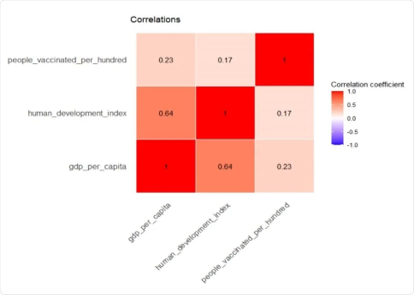 Correlations
people_vaccinated_per_hundred
0.23 0.17 1
human_development_index
0.64 1 0.17
gdp_per_capita
1 0.64 0.23
gdp_per_capita
human_development_index
people_vaccinated_per_hundred
Correlation coefficient
1.0
0.5
0.0
-0.5
-1.0